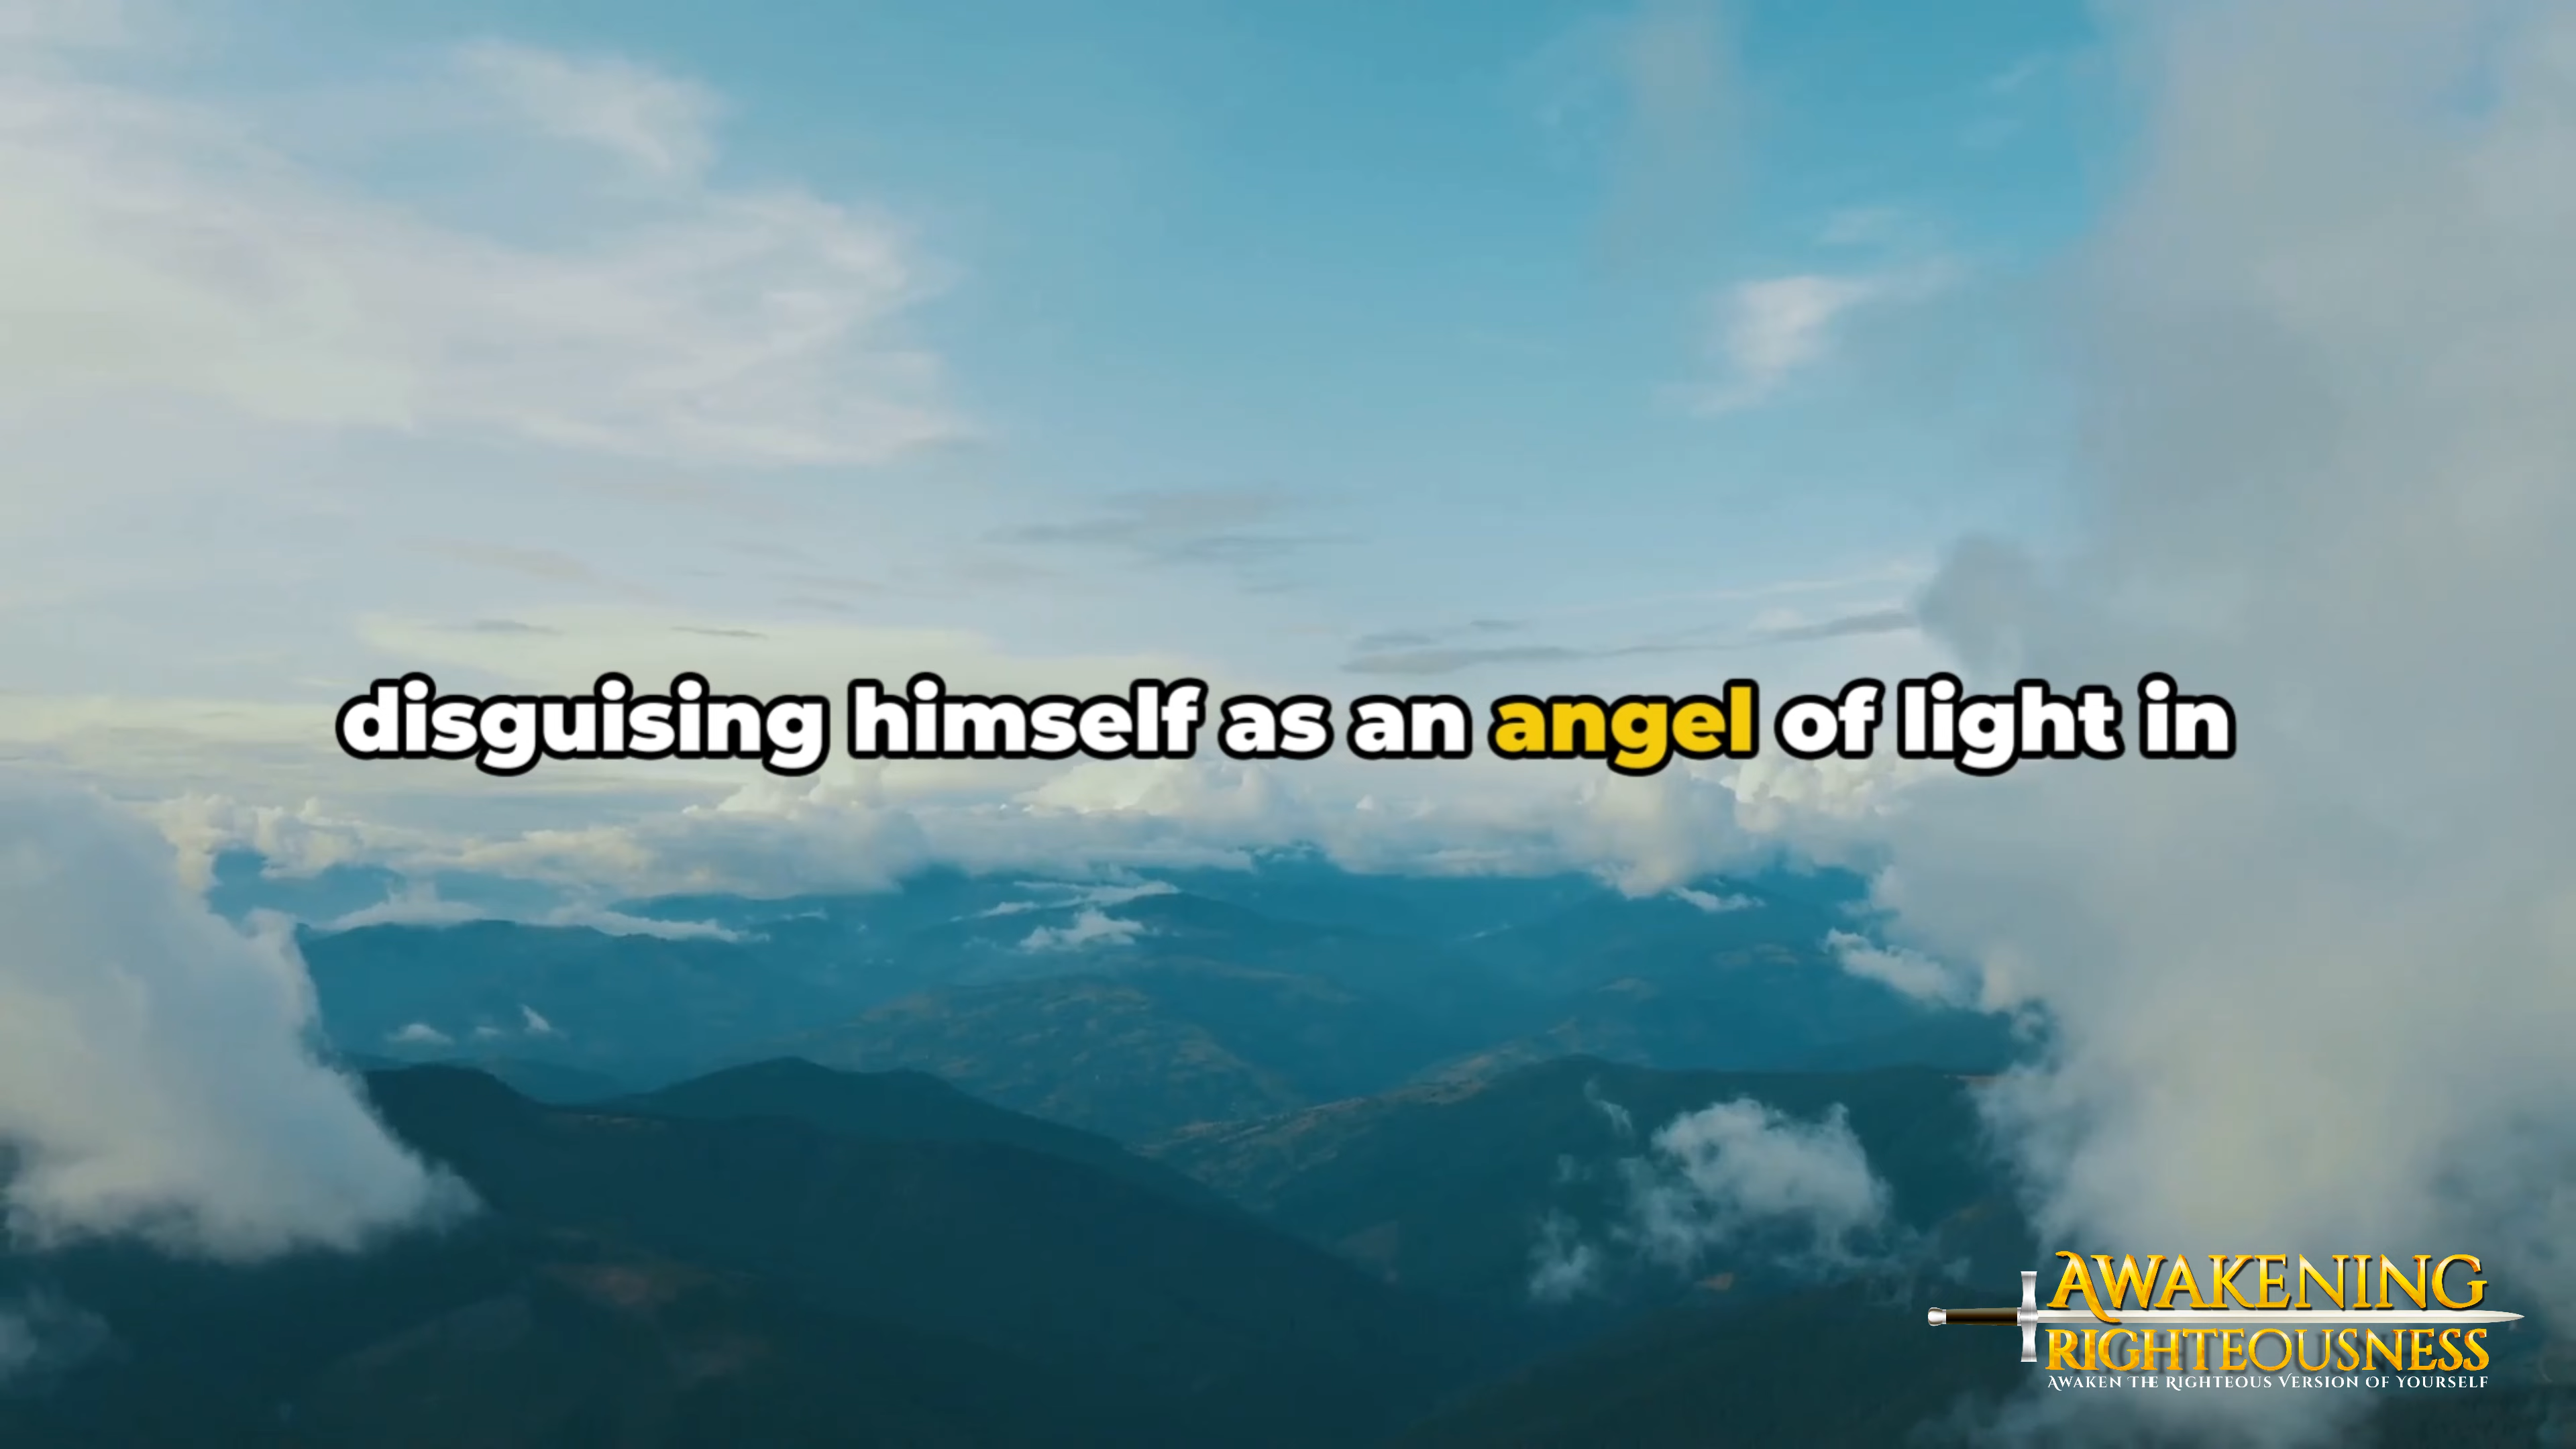 disguising himself as an angel of light in
AWAKENING
RIGHTEOUSNESS
AWAKEN THE RIGHTEOUS VERSION OF YOURSELF